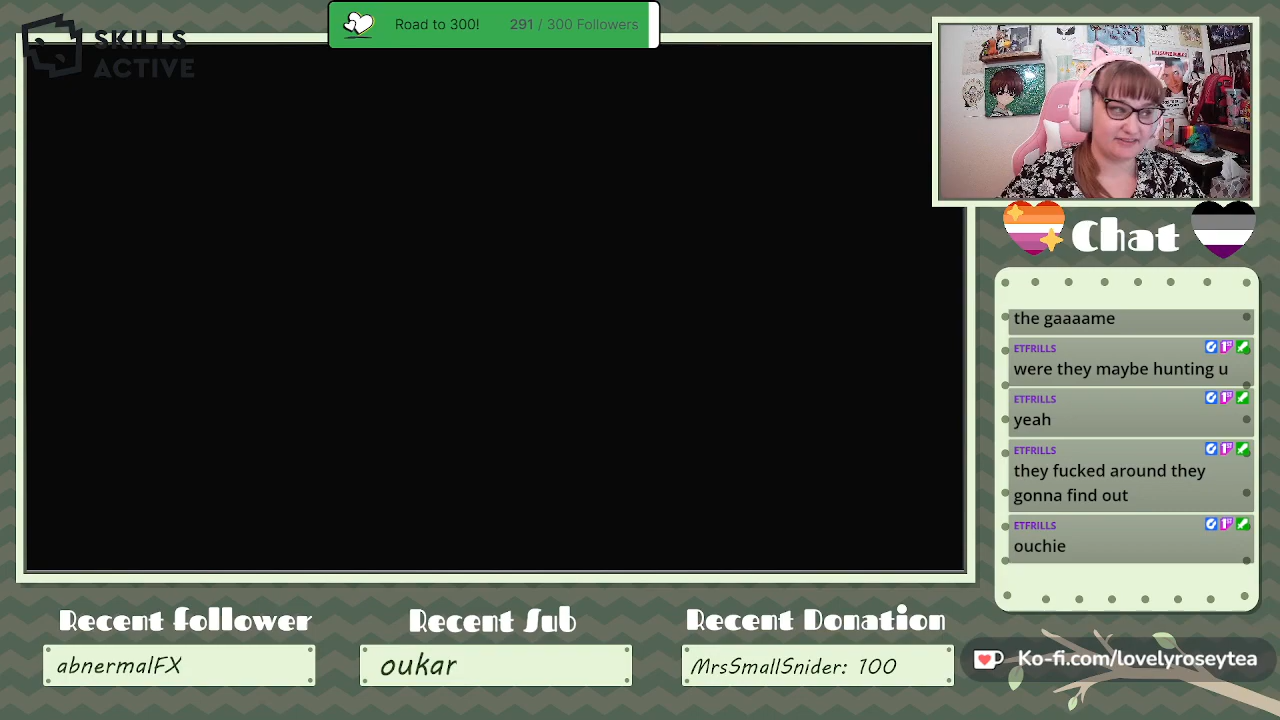 SKILLS
ACTIVE
Road to 300!
291 / 300 Followers
Chat
the gaaaame
ETFRILLS
were they maybe hunting u
ETFRILLS
yeah
ETFRILLS
they fucked around they
gonna find out
ETFRILLS
ouchie
Recent follower
abnormalFX
Recent Sub
oukar
Recent Donation
MrsSmallSnider: 100
Ko-fi.com/lovelyroseytea